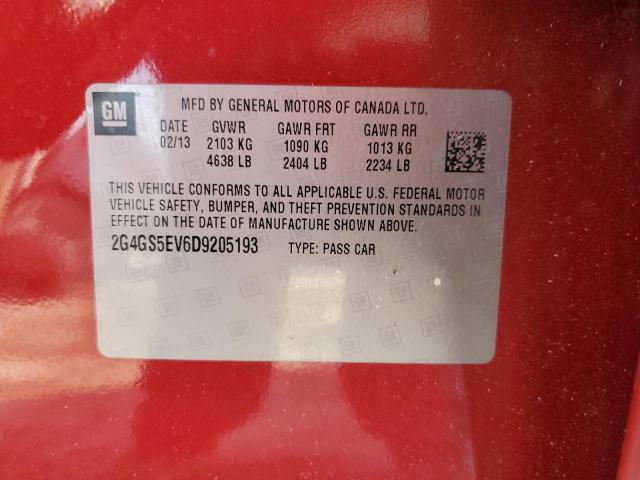 GM
MFD BY GENERAL MOTORS OF CANADA LTD.
DATE GVWR GAWR FRT GAWR RR
02/13 2103 KG 1090 KG 1013 KG
4638 LB 2404 LB 2234 LB
THIS VEHICLE CONFORMS TO ALL APPLICABLE U.S. FEDERAL MOTOR
VEHICLE SAFETY, BUMPER, AND THEFT PREVENTION STANDARDS IN
EFFECT ON THE DATE OF MANUFACTURE SHOWN ABOVE.
2G4GS5EV6D9205193 TYPE: PASS CAR